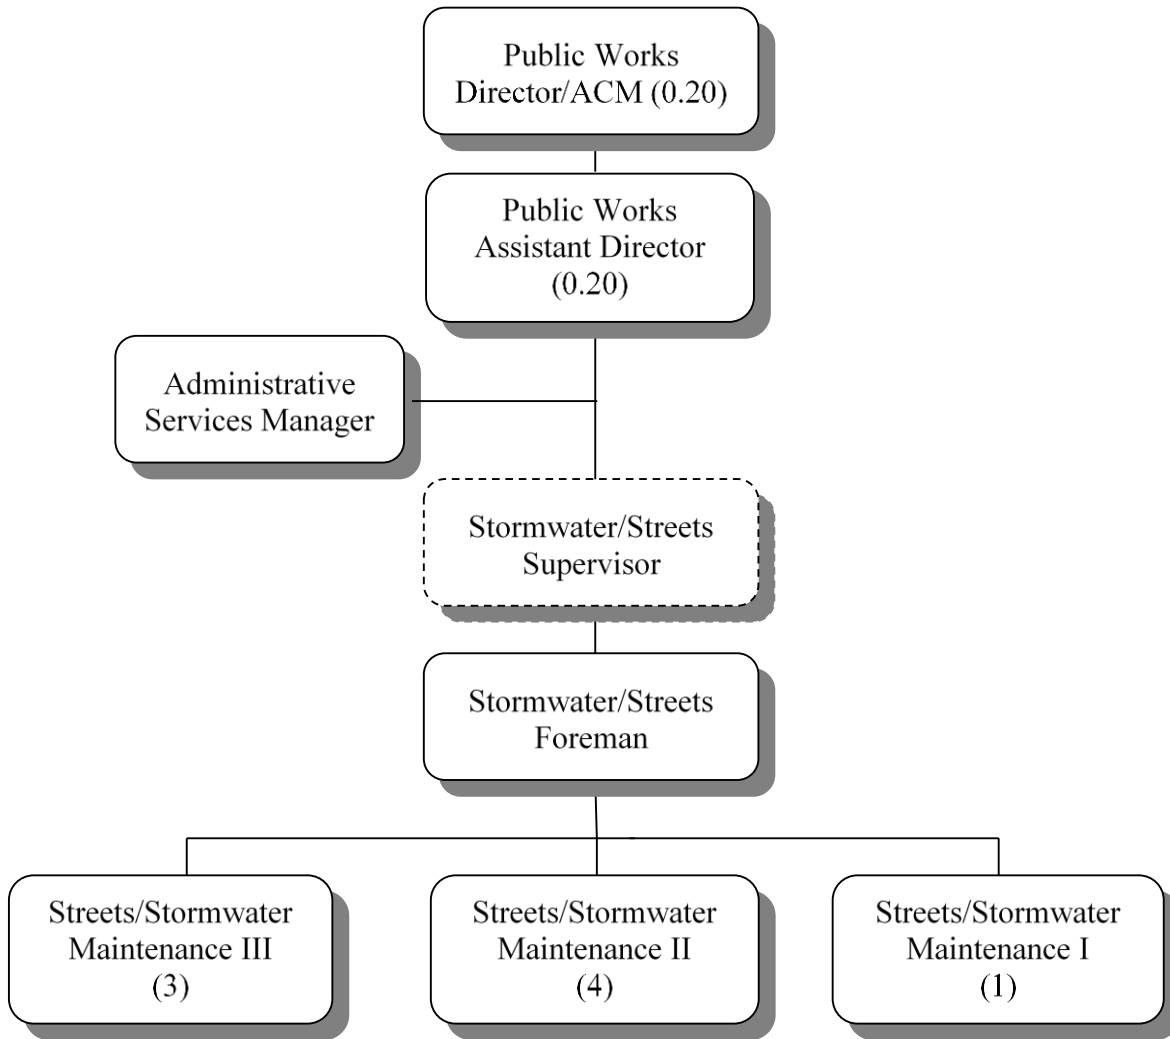 Public Works
Director/ACM (0.20)
Public Works
Assistant Director
(0.20)
Administrative
Services Manager
Stormwater/Streets
Supervisor
Stormwater/Streets
Foreman
Streets/Stormwater
Maintenance III
(3)
Streets/Stormwater
Maintenance II
(4)
Streets/Stormwater
Maintenance I
(1)